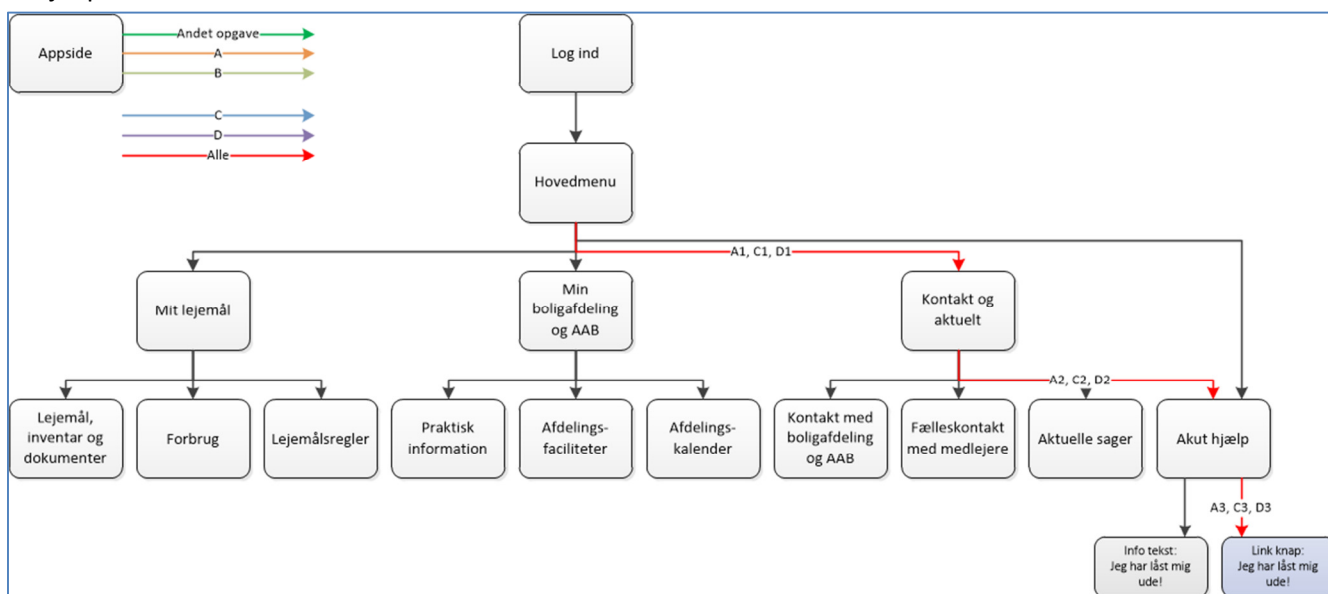 Appside
Andet opgave
A
B
C
D
Alle
Log ind
Hovedmenu
A1, C1, D1
Mit lejemål
Min
boligafdeling
og AAB
Kontakt og
aktuelt
A2, C2, D2
Lejemål,
inventar og
dokumenter
Forbrug
Lejemålsregler
Praktisk
information
Afdelings-
faciliteter
Afdelings-
kalender
Kontakt med
boligafdeling
og AAB
Fælleskontakt
med medlejere
Aktuelle sager
Akut hjælp
A3, C3, D3
Info tekst:
Jeg har låst mig
ude!
Link knap:
Jeg har låst mig
ude!